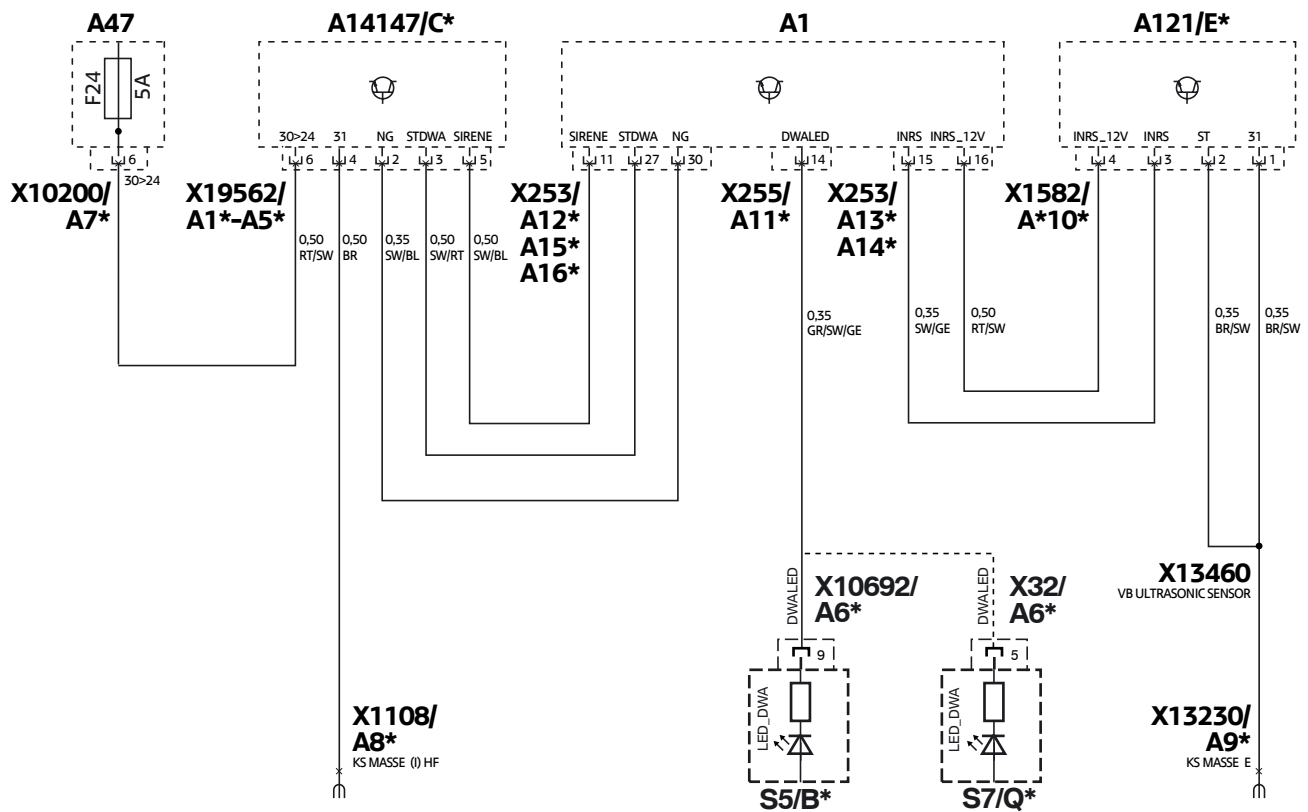 A47
A14147/C*
A1
A121/E*
F24
5A
30>24 31 NG STDWA SIRENE
SIRENE STDWA NG
DWALED
INRS INRS_12V
INRS_12V INRS ST 31
6
6 4 2 3 5
11 27 30
14
15 16
4 3 2 1
30>24
X10200/
A7*
X19562/
A1*-A5*
X253/
A12*
A15*
A16*
X255/
A11*
X253/
A13*
A14*
X1582/
A*10*
0,50
RT/SW
0,50
BR
0,35
SW/BL
0,50
SW/RT
0,50
SW/BL
0,35
GR/SW/GE
0,35
SW/GE
0,50
RT/SW
0,35
BR/SW
0,35
BR/SW
X13460
VB ULTRASONIC SENSOR
DWALED
X10692/
A6*
9
LED_DWA
S5/B*
DWALED
X32/
A6*
5
LED_DWA
S7/Q*
X1108/
A8*
KS MASSE (I) HF
X13230/
A9*
KS MASSE E